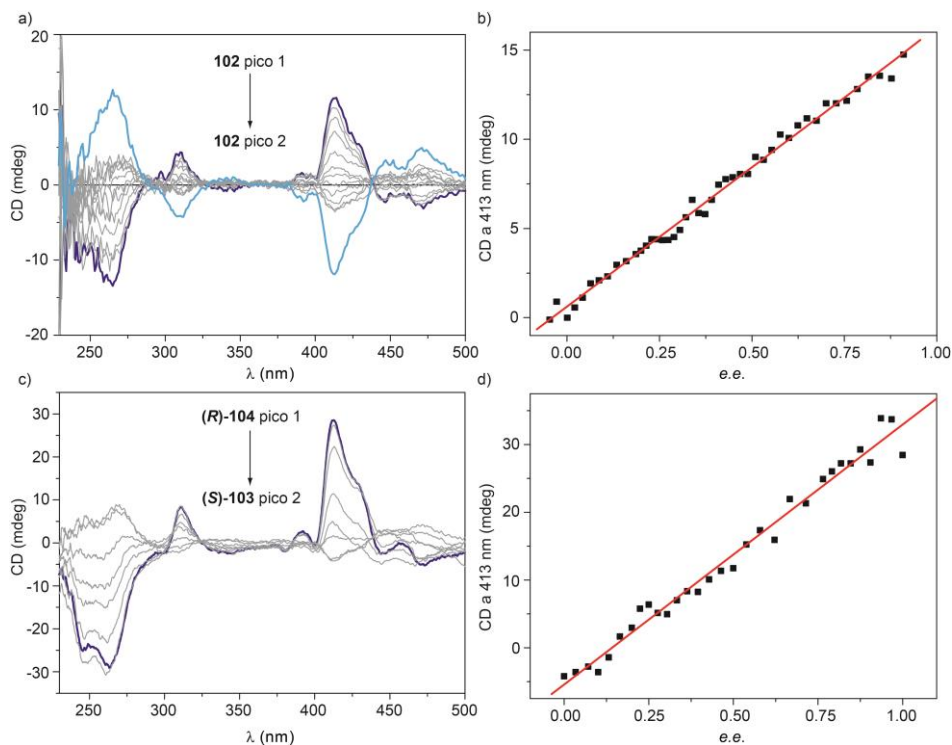 a)
20
10
0
-10
-20
CD (mdeg)
102 pico 1
102 pico 2
250 300 350 400 450 500
λ (nm)
b)
15
10
5
0
CD a 413 nm (mdeg)
0.00 0.25 0.50 0.75 1.00
e.e.
c)
30
20
10
0
-10
-20
-30
CD (mdeg)
(R)-104 pico 1
(S)-103 pico 2
250 300 350 400 450 500
λ (nm)
d)
30
20
10
0
CD a 413 nm (mdeg)
0.00 0.25 0.50 0.75 1.00
e.e.